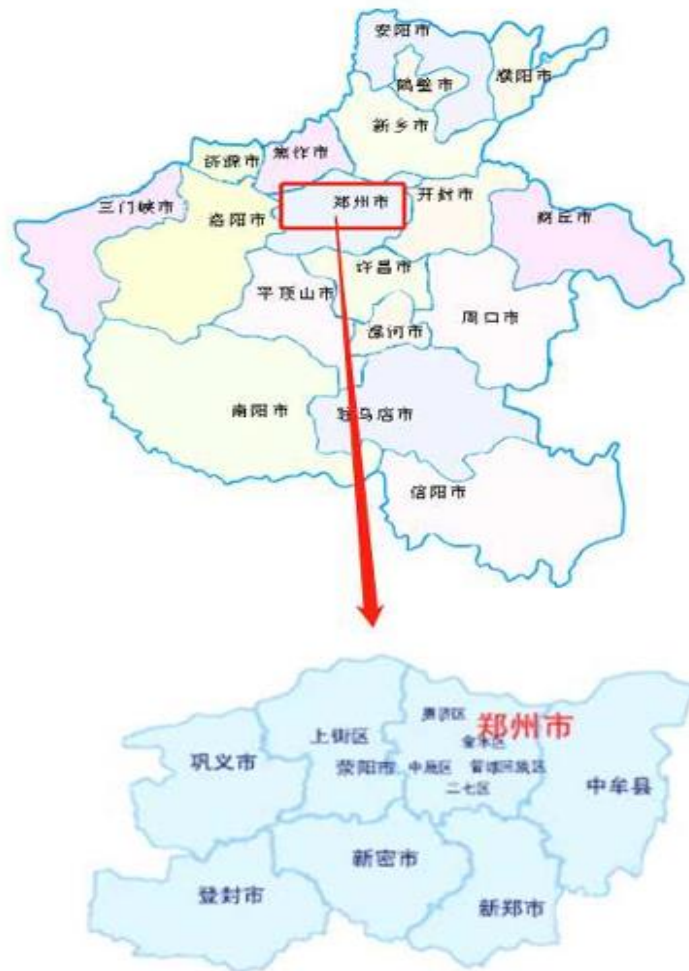 安阳市
鹤壁市
濮阳市
新乡市
济源市
焦作市
三门峡市
洛阳市
郑州市
开封市
商丘市
许昌市
平顶山市
漯河市
周口市
南阳市
驻马店市
信阳市
惠济区
郑州市
上街区
金水区
巩义市
荥阳市
中原区
管城回族区
二七区
中牟县
新密市
登封市
新郑市